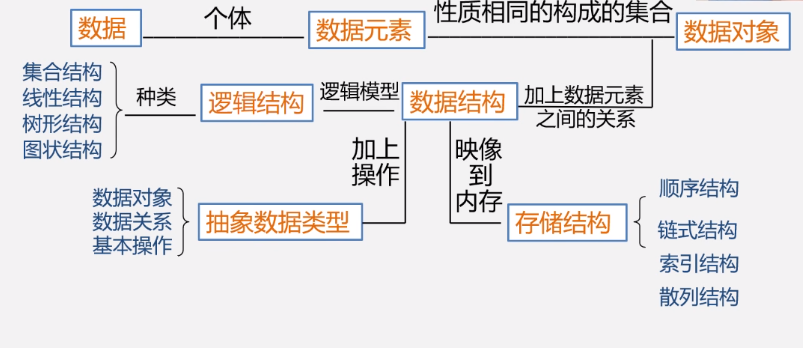 数据
个体
数据元素
性质相同的构成的集合
数据对象
集合结构
线性结构
树形结构
图状结构
种类
逻辑结构
逻辑模型
数据结构
加上数据元素
之间的关系
加上
操作
映像
到
内存
数据对象
数据关系
基本操作
抽象数据类型
存储结构
顺序结构
链式结构
索引结构
散列结构